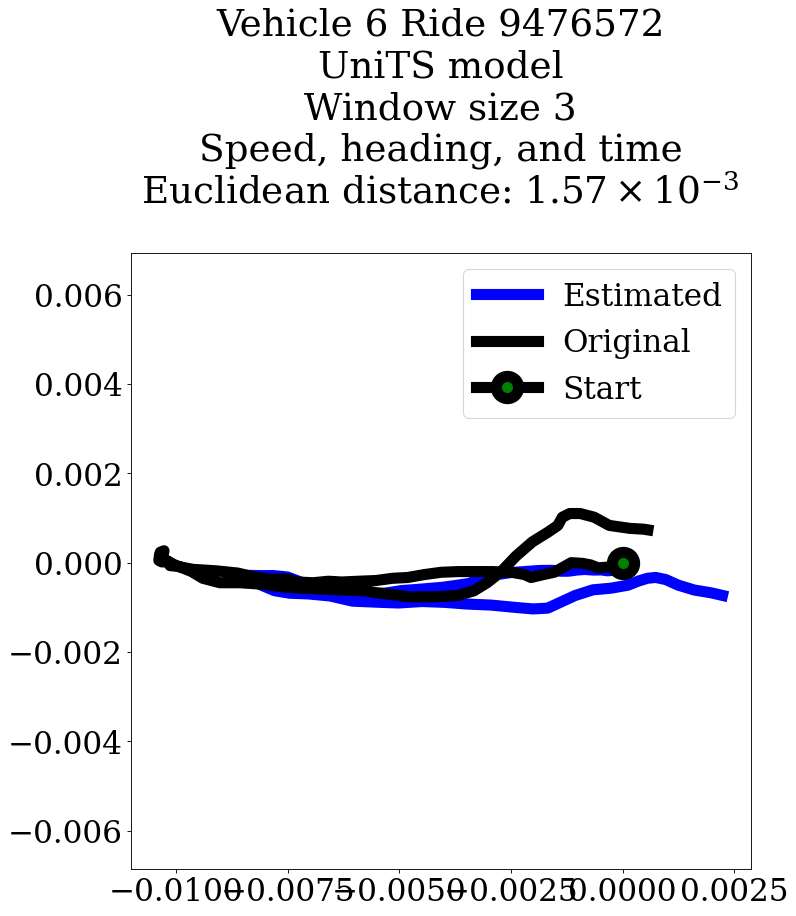 Vehicle 6 Ride 9476572
UniTS model
Window size 3
Speed, heading, and time
Euclidean distance: 1.57 × 10⁻³
Estimated
Original
Start
0.006
0.004
0.002
0.000
−0.002
−0.004
−0.006
−0.0100 −0.0075 −0.0050 −0.0025 0.0000 0.0025